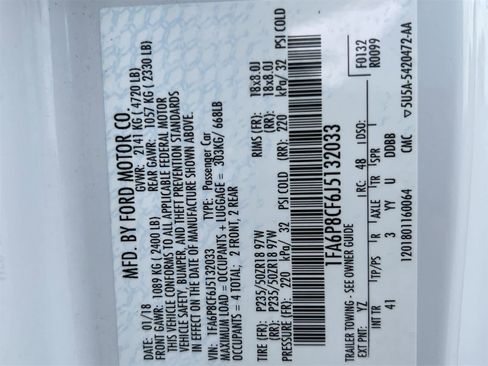 MFD. BY FORD MOTOR CO.
DATE: 01/18 GVWR: 2141 KG ( 4720 LB)
FRONT GAWR: 1089 KG (2400 LB) REAR GAWR: 1057 KG ( 2330 LB)
THIS VEHICLE CONFORMS TO ALL APPLICABLE FEDERAL MOTOR
VEHICLE SAFETY, BUMPER, AND THEFT PREVENTION STANDARDS
IN EFFECT ON THE DATE OF MANUFACTURE SHOWN ABOVE.
VIN: 1FA6P8CF6J5132033 TYPE: Passenger Car
MAXIMUM LOAD = OCCUPANTS + LUGGAGE = 303KG/ 668LB
OCCUPANTS = 4 TOTAL; 2 FRONT, 2 REAR
TIRE (FR): P235/50ZR18 97W RIMS (FR): 18x8.0J
(RR): P235/50ZR18 97W (RR): 18x8.0J
PRESSURE (FR): 220 kPa/ 32 PSI COLD (RR): 220 kPa/ 32 PSI COLD
1FA6P8CF6J5132033
TRAILER TOWING - SEE OWNER GUIDE F0132
EXT PNT: YZ RC: 48 DSO: R0099
INT TR TP/PS R AXLE TR SPR
41 3 YY U DDBB
1201801160064 CMC 5U5A-5420472-AA